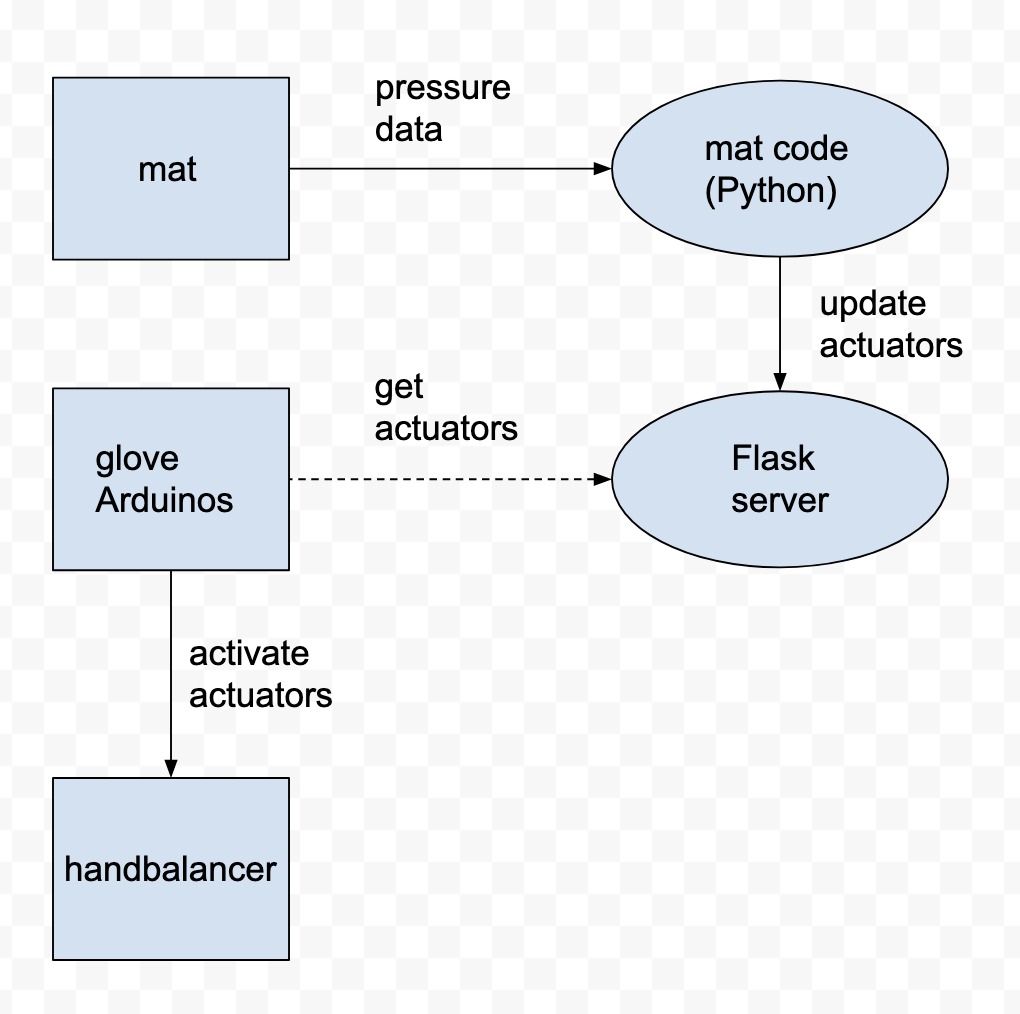 pressure
data
mat
mat code
(Python)
update
actuators
get
actuators
glove
Arduinos
Flask
server
activate
actuators
handbalancer